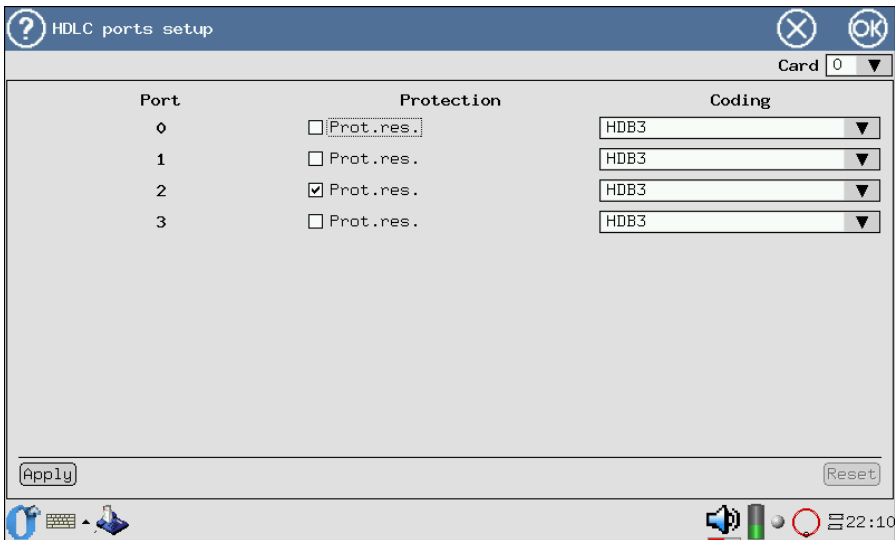 HDLC ports setup
OK
Card 0
Port Protection Coding
0 Prot.res. HDB3
1 Prot.res. HDB3
2 Prot.res. HDB3
3 Prot.res. HDB3
Apply Reset
22:10